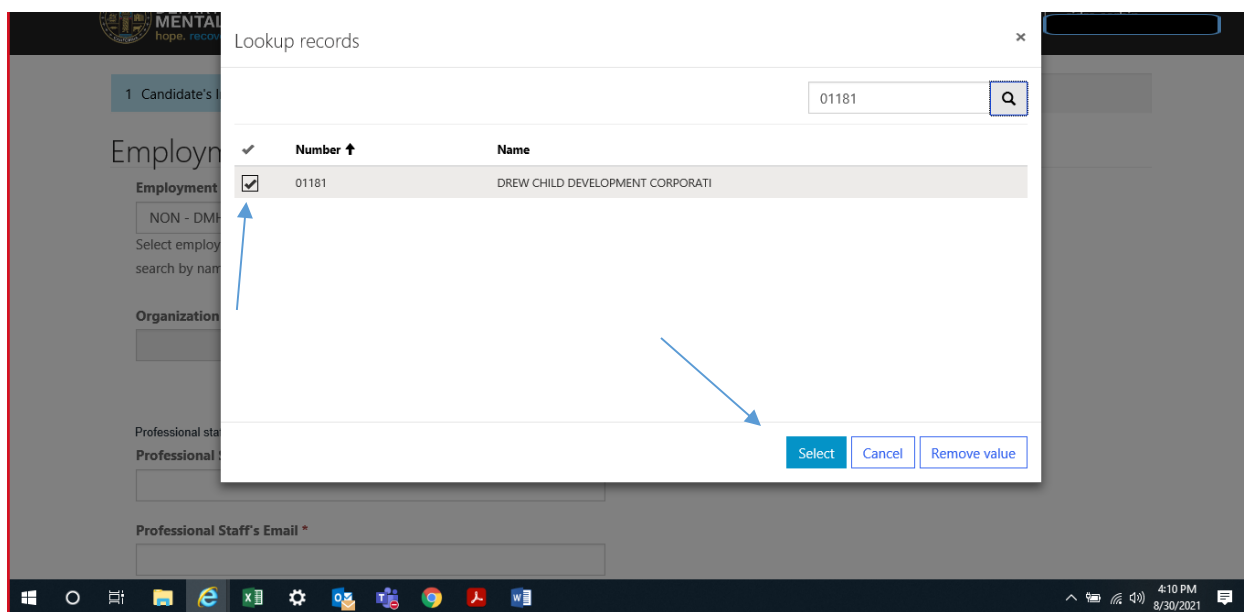 MENTAL
hope. recov
Lookup records
×
1 Candidate's I
01181
Number Name
01181 DREW CHILD DEVELOPMENT CORPORATI
Employn
Employment
NON - DMH
Select employ
search by nam
Organization
Professional sta
Professional S
Select Cancel Remove value
Professional Staff's Email *
4:10 PM
8/30/2021